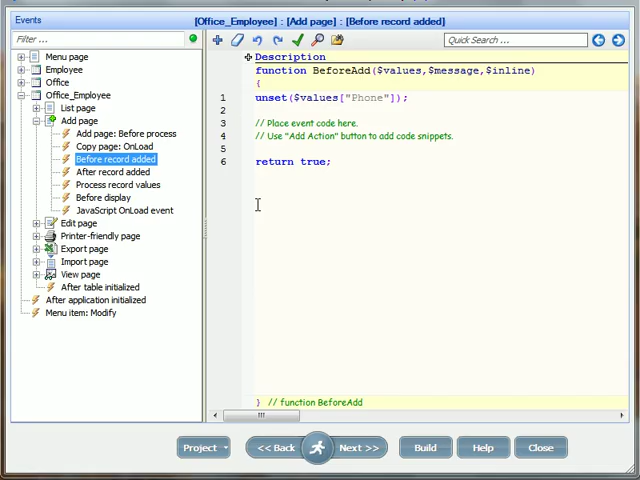 Events
[Office_Employee] : [Add page] : [Before record added]
Filter ...
Quick Search ...
Menu page
Employee
Office
Office_Employee
List page
Add page
Add page: Before process
Copy page: OnLoad
Before record added
After record added
Process record values
Before display
JavaScript OnLoad event
Edit page
Printer-friendly page
Export page
Import page
View page
After table initialized
After application initialized
Menu item: Modify
Description
function BeforeAdd($values,$message,$inline)
{
1 unset($values["Phone"]);
2
3 // Place event code here.
4 // Use "Add Action" button to add code snippets.
5
6 return true;
} // function BeforeAdd
Project
<< Back
Next >>
Build
Help
Close